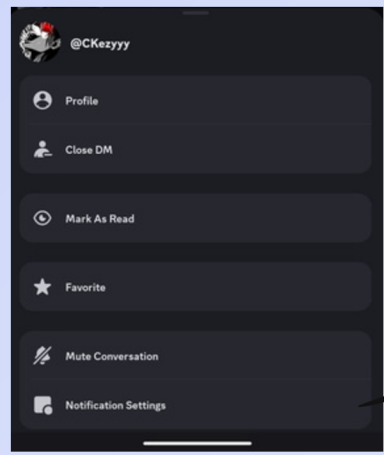 @CKezyyy
Profile
Close DM
Mark As Read
Favorite
Mute Conversation
Notification Settings